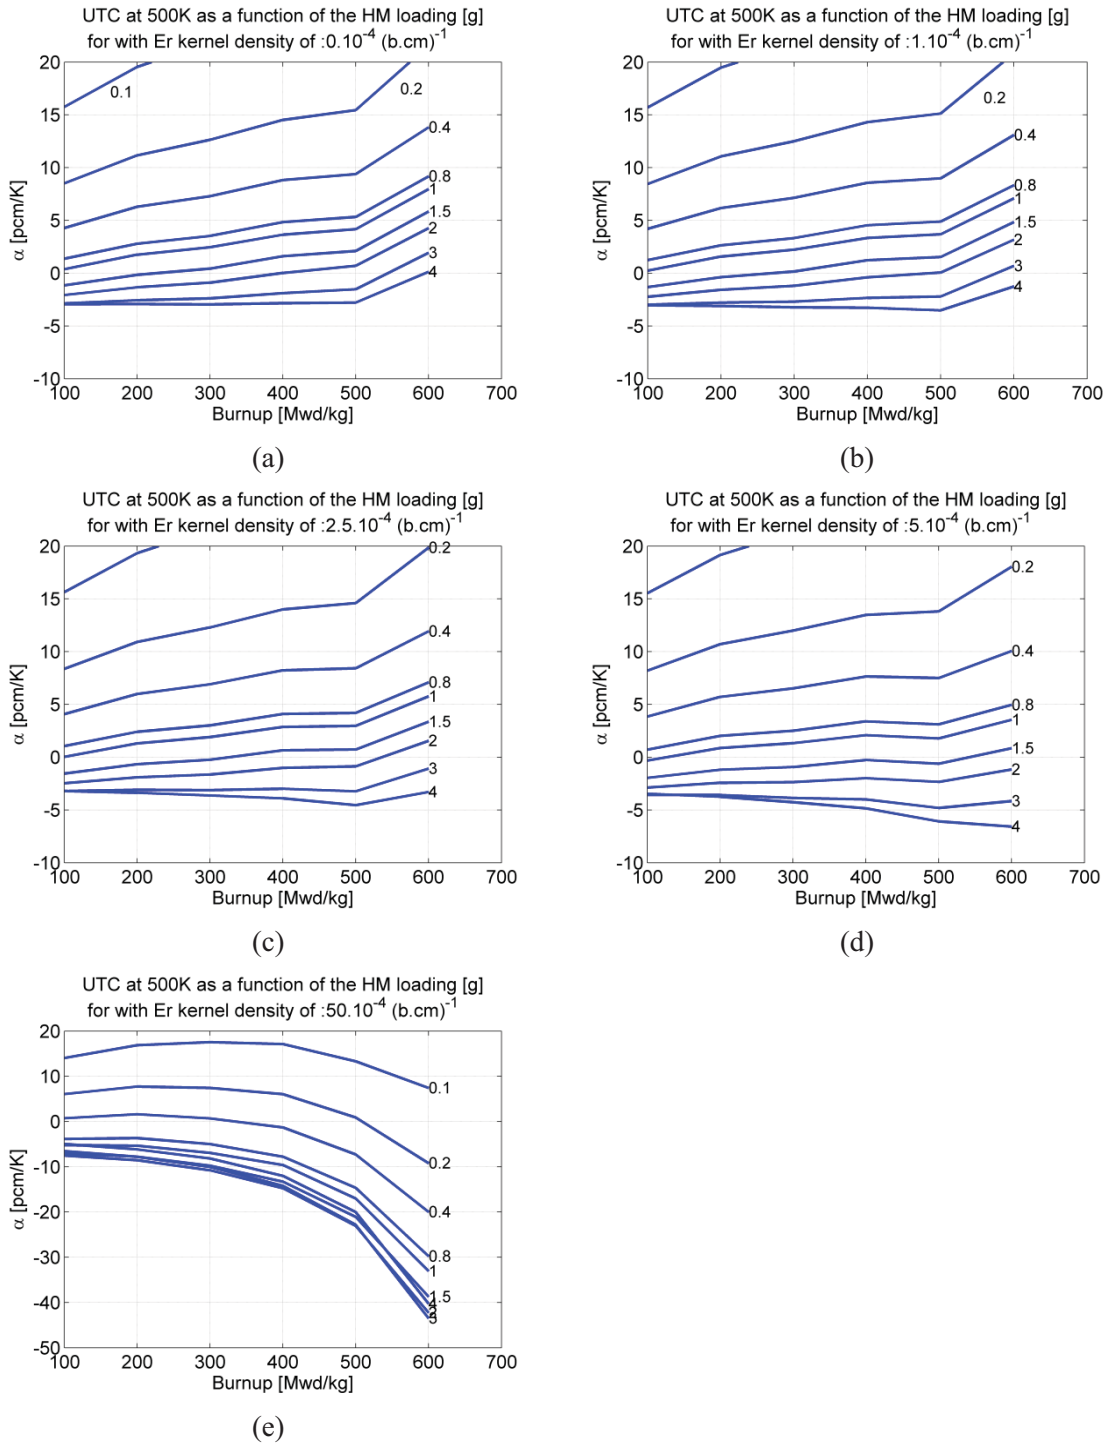 UTC at 500K as a function of the HM loading [g]
for with Er kernel density of :0.10⁻⁴ (b.cm)⁻¹
20
15
10
5
0
-5
-10
α [pcm/K]
0.1
0.2
0.4
0.8
1
1.5
2
3
4
100 200 300 400 500 600 700
Burnup [Mwd/kg]
(a)
UTC at 500K as a function of the HM loading [g]
for with Er kernel density of :1.10⁻⁴ (b.cm)⁻¹
20
15
10
5
0
-5
-10
α [pcm/K]
0.2
0.4
0.8
1
1.5
2
3
4
100 200 300 400 500 600 700
Burnup [Mwd/kg]
(b)
UTC at 500K as a function of the HM loading [g]
for with Er kernel density of :2.5.10⁻⁴ (b.cm)⁻¹
20
15
10
5
0
-5
-10
α [pcm/K]
0.2
0.4
0.8
1
1.5
2
3
4
100 200 300 400 500 600 700
Burnup [Mwd/kg]
(c)
UTC at 500K as a function of the HM loading [g]
for with Er kernel density of :5.10⁻⁴ (b.cm)⁻¹
20
15
10
5
0
-5
-10
α [pcm/K]
0.2
0.4
0.8
1
1.5
2
3
4
100 200 300 400 500 600 700
Burnup [Mwd/kg]
(d)
UTC at 500K as a function of the HM loading [g]
for with Er kernel density of :50.10⁻⁴ (b.cm)⁻¹
20
10
0
-10
-20
-30
-40
-50
α [pcm/K]
0.1
0.2
0.4
0.8
1
1.5
100 200 300 400 500 600 700
Burnup [Mwd/kg]
(e)